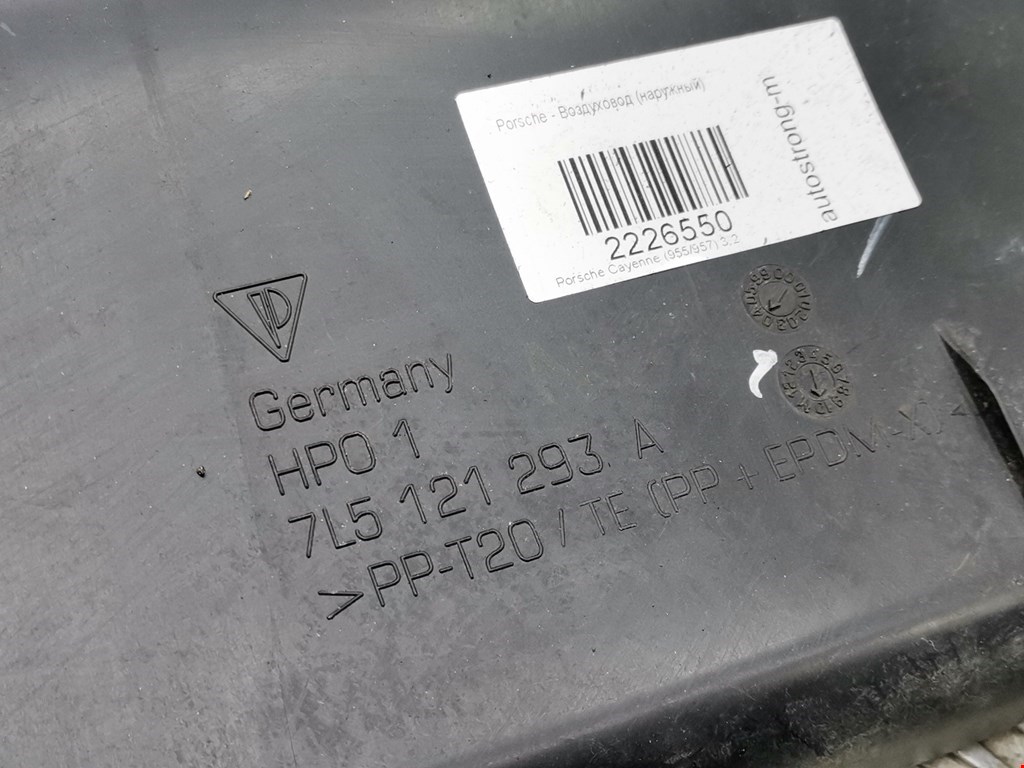 Porsche - Воздуховод (наружный)
2226550
Porsche Cayenne (955/957) 3.2
autostrong-m
Germany
HPO 1
7L5 121 293 A
>PP-T20 / TE (PP + EPDM-X)<